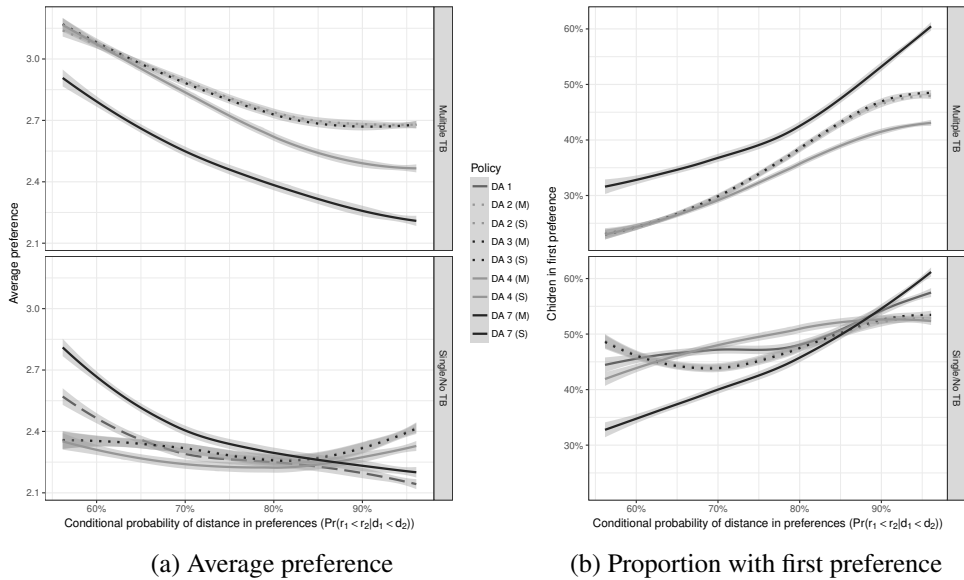 3.0
2.7
2.4
2.1
Mulitple TB
3.0
2.7
2.4
2.1
Single/No TB
Average preference
60%
70%
80%
90%
Conditional probability of distance in preferences (Pr(r₁ < r₂|d₁ < d₂))
(a) Average preference
Policy
DA 1
DA 2 (M)
DA 2 (S)
DA 3 (M)
DA 3 (S)
DA 4 (M)
DA 4 (S)
DA 7 (M)
DA 7 (S)
60%
50%
40%
30%
Mulitple TB
60%
50%
40%
30%
Single/No TB
Chidren in first preference
60%
70%
80%
90%
Conditional probability of distance in preferences (Pr(r₁ < r₂|d₁ < d₂))
(b) Proportion with first preference